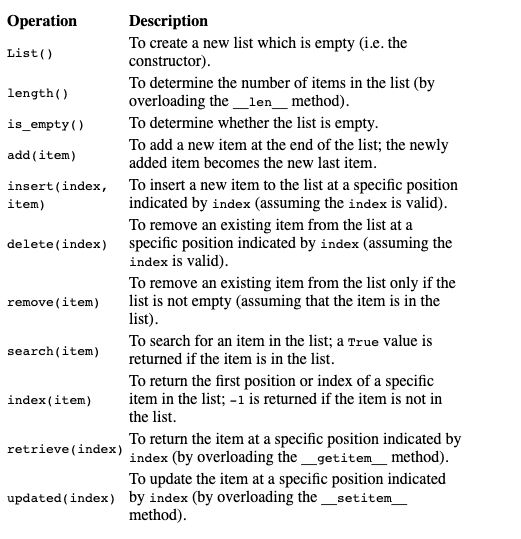 Operation Description
List() To create a new list which is empty (i.e. the
constructor).
length() To determine the number of items in the list (by
overloading the __len__ method).
is_empty() To determine whether the list is empty.
add(item) To add a new item at the end of the list; the newly
added item becomes the new last item.
insert(index, To insert a new item to the list at a specific position
item) indicated by index (assuming the index is valid).
To remove an existing item from the list at a
delete(index) specific position indicated by index (assuming the
index is valid).
To remove an existing item from the list only if the
remove(item) list is not empty (assuming that the item is in the
list).
search(item) To search for an item in the list; a True value is
returned if the item is in the list.
To return the first position or index of a specific
index(item) item in the list; -1 is returned if the item is not in
the list.
retrieve(index) To return the item at a specific position indicated by
index (by overloading the __getitem__ method).
To update the item at a specific position indicated
updated(index) by index (by overloading the __setitem__
method).